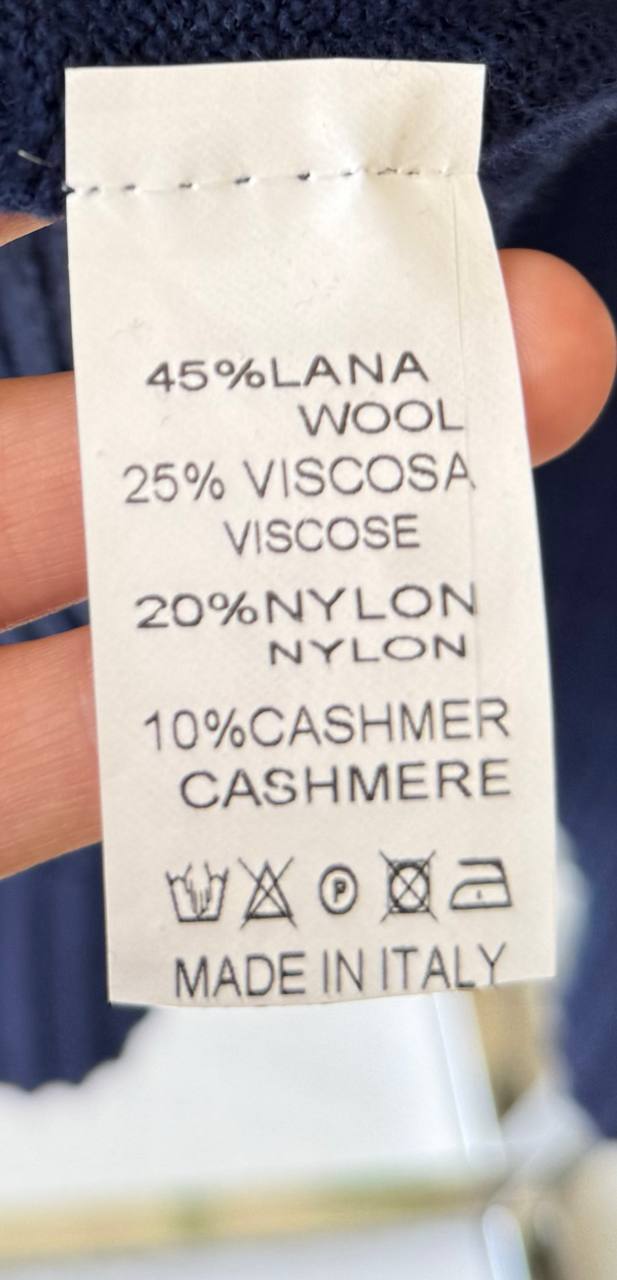 45%LANA
WOOL
25% VISCOSA
VISCOSE
20%NYLON
NYLON
10%CASHMER
CASHMERE
P
MADE IN ITALY